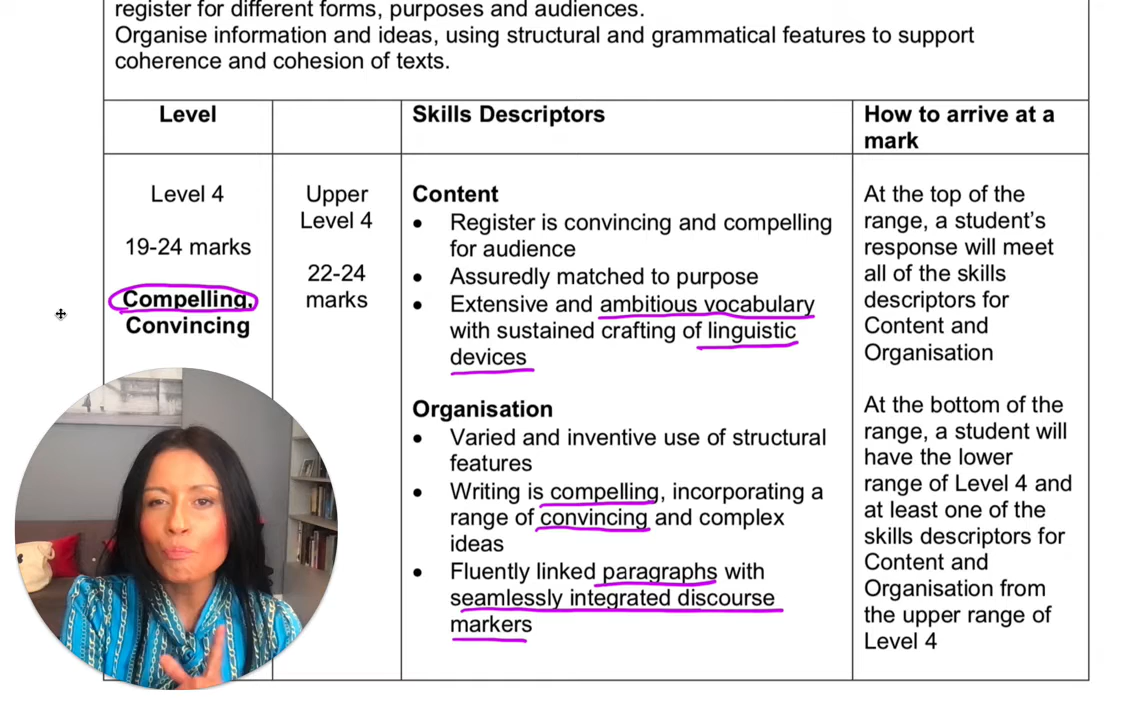 register for different forms, purposes and audiences.
Organise information and ideas, using structural and grammatical features to support
coherence and cohesion of texts.
Level
Skills Descriptors
How to arrive at a
mark
Level 4
19-24 marks
Compelling,
Convincing
Upper
Level 4
22-24
marks
Content
• Register is convincing and compelling
for audience
• Assuredly matched to purpose
• Extensive and ambitious vocabulary
with sustained crafting of linguistic
devices
Organisation
• Varied and inventive use of structural
features
• Writing is compelling, incorporating a
range of convincing and complex
ideas
• Fluently linked paragraphs with
seamlessly integrated discourse
markers
At the top of the
range, a student’s
response will meet
all of the skills
descriptors for
Content and
Organisation
At the bottom of the
range, a student will
have the lower
range of Level 4 and
at least one of the
skills descriptors for
Content and
Organisation from
the upper range of
Level 4